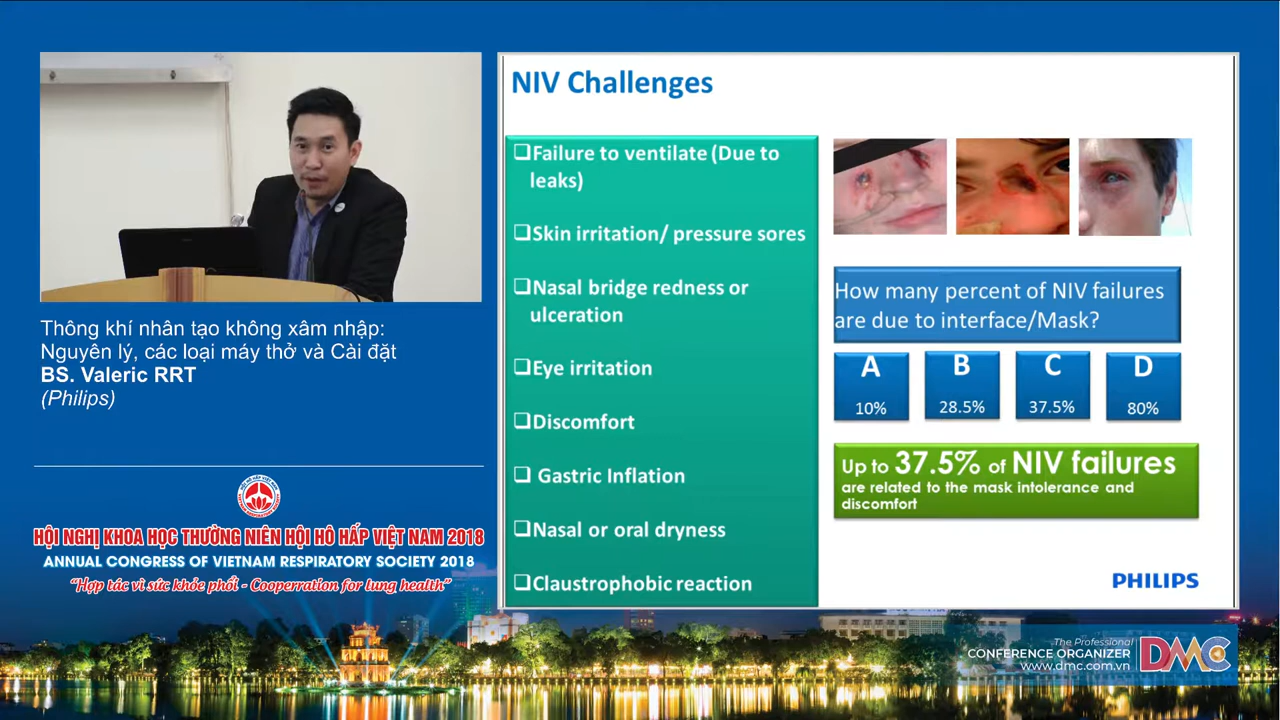 NIV Challenges
❑Failure to ventilate (Due to
leaks)
❑Skin irritation/ pressure sores
❑Nasal bridge redness or
ulceration
❑Eye irritation
❑Discomfort
❑ Gastric Inflation
❑Nasal or oral dryness
❑Claustrophobic reaction
How many percent of NIV failures
are due to interface/Mask?
A
10%
B
28.5%
C
37.5%
D
80%
Up to 37.5% of NIV failures
are related to the mask intolerance and
discomfort
PHILIPS
Thông khí nhân tạo không xâm nhập:
Nguyên lý, các loại máy thở và Cài đặt
BS. Valeric RRT
(Philips)
HỘI NGHỊ KHOA HỌC THƯỜNG NIÊN HỘI HÔ HẤP VIỆT NAM 2018
ANNUAL CONGRESS OF VIETNAM RESPIRATORY SOCIETY 2018
“Hợp tác vì sức khỏe phổi - Cooperration for lung health”
The Professional
CONFERENCE ORGANIZER
www.dmc.com.vn
DMC